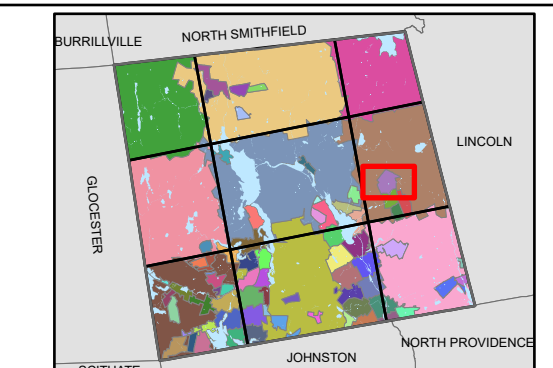 BURRILLVILLE
NORTH SMITHFIELD
LINCOLN
GLOCESTER
NORTH PROVIDENCE
JOHNSTON